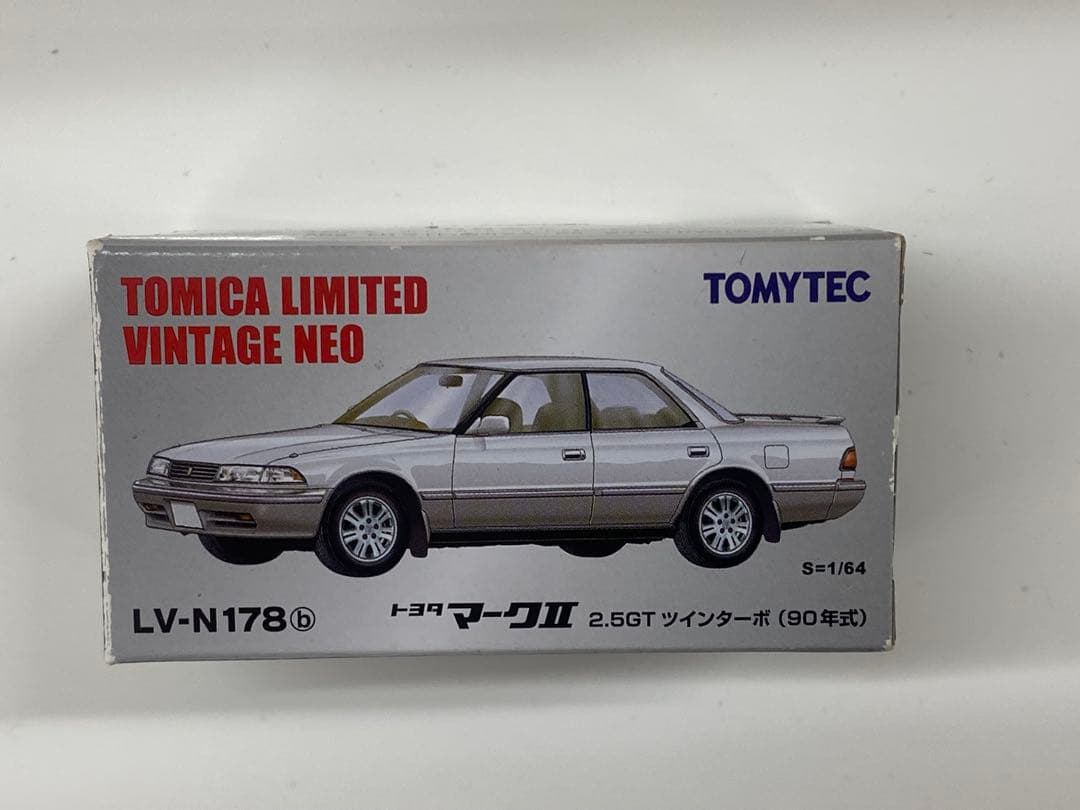 TOMICA LIMITED
VINTAGE NEO
TOMYTEC
S=1/64
LV-N178ⓑ
トヨタ マークII 2.5GT ツインターボ (90年式)